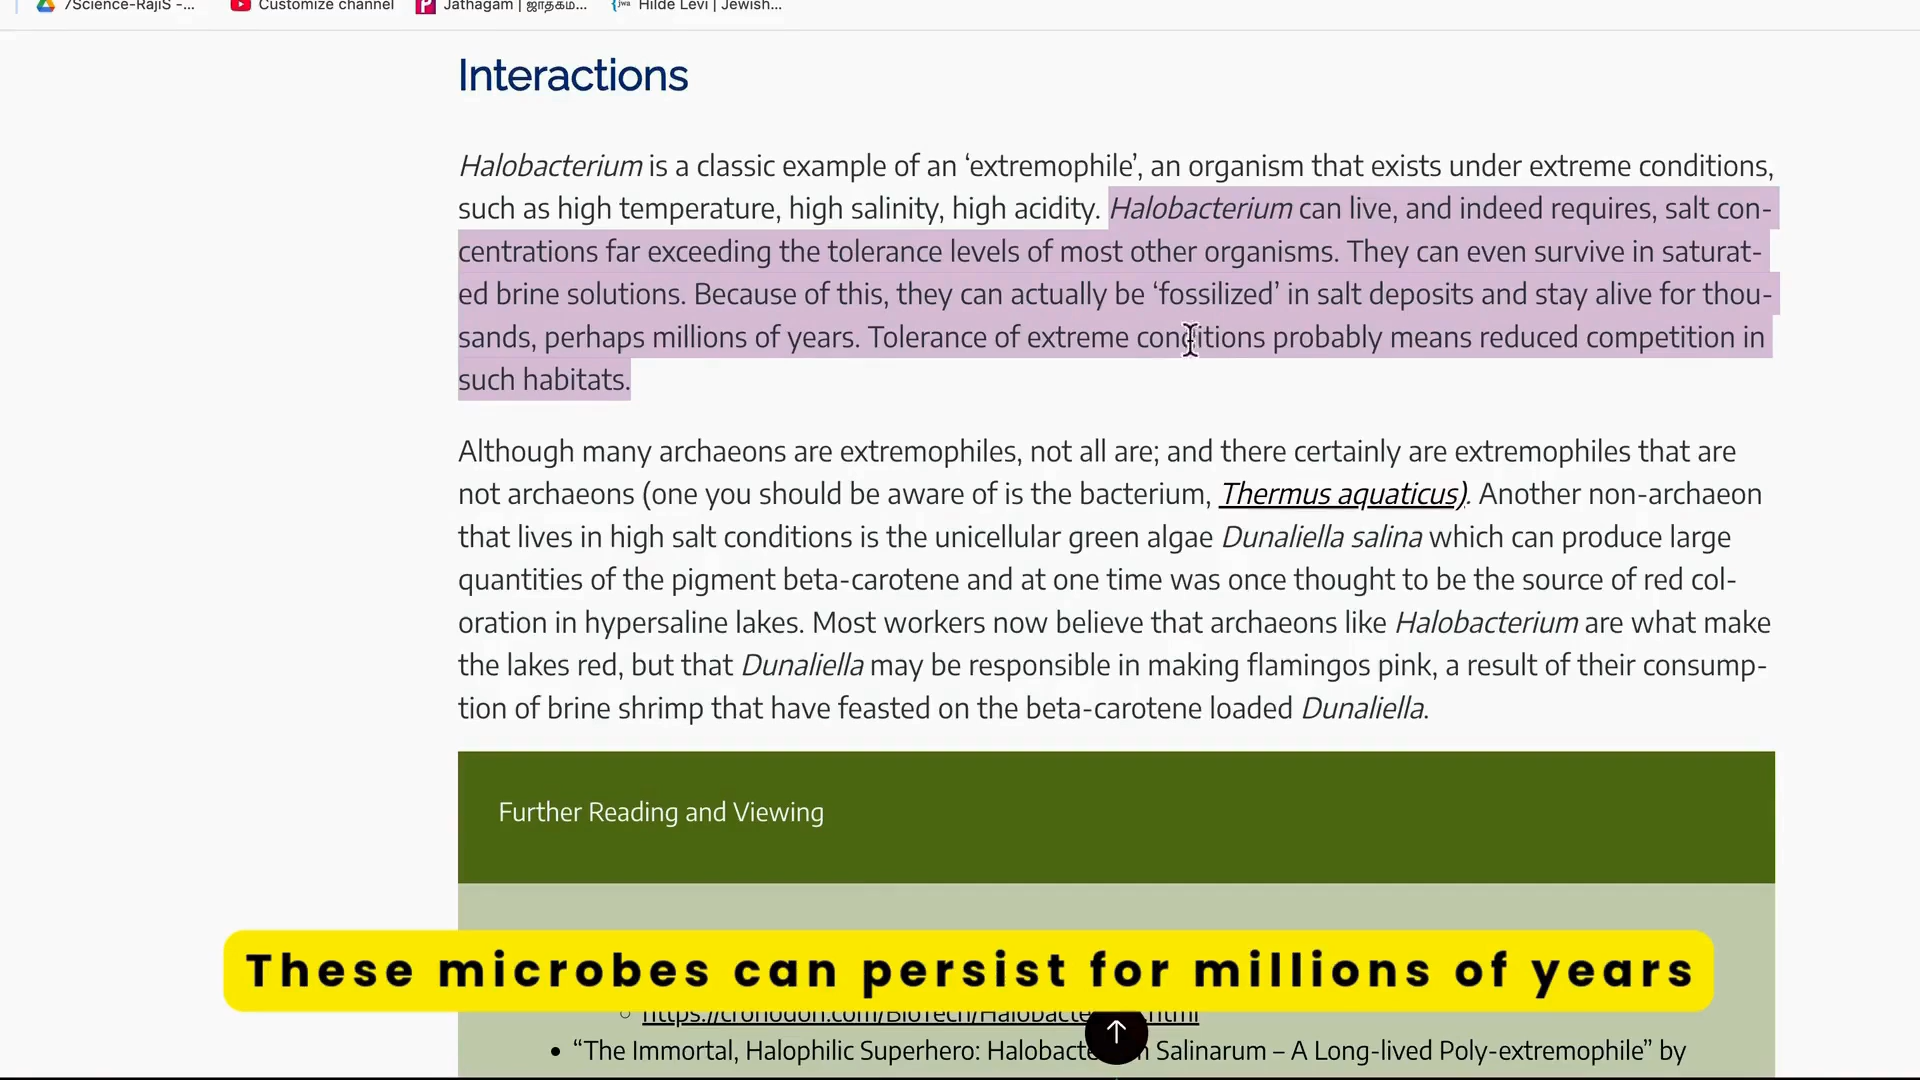 7Science-RajiS -...
Customize channel
Jathagam | ஜாதகம்...
Hilde Levi | Jewish...
Interactions
Halobacterium is a classic example of an ‘extremophile’, an organism that exists under extreme conditions,
such as high temperature, high salinity, high acidity. Halobacterium can live, and indeed requires, salt con-
centrations far exceeding the tolerance levels of most other organisms. They can even survive in saturat-
ed brine solutions. Because of this, they can actually be ‘fossilized’ in salt deposits and stay alive for thou-
sands, perhaps millions of years. Tolerance of extreme conditions probably means reduced competition in
such habitats.
Although many archaeons are extremophiles, not all are; and there certainly are extremophiles that are
not archaeons (one you should be aware of is the bacterium, Thermus aquaticus). Another non-archaeon
that lives in high salt conditions is the unicellular green algae Dunaliella salina which can produce large
quantities of the pigment beta-carotene and at one time was once thought to be the source of red col-
oration in hypersaline lakes. Most workers now believe that archaeons like Halobacterium are what make
the lakes red, but that Dunaliella may be responsible in making flamingos pink, a result of their consump-
tion of brine shrimp that have feasted on the beta-carotene loaded Dunaliella.
Further Reading and Viewing
These microbes can persist for millions of years
“The Immortal, Halophilic Superhero: Salinarum – A Long-lived Poly-extremophile” by